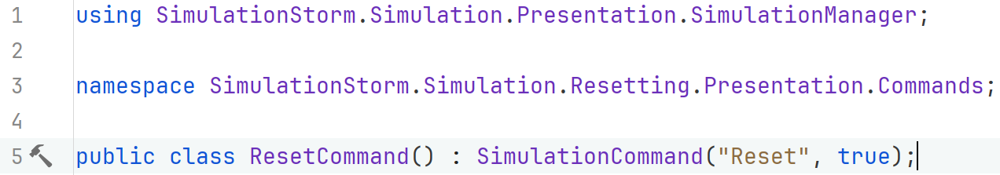 1 using SimulationStorm.Simulation.Presentation.SimulationManager;
2
3 namespace SimulationStorm.Simulation.Resetting.Presentation.Commands;
4
5 public class ResetCommand() : SimulationCommand("Reset", true);